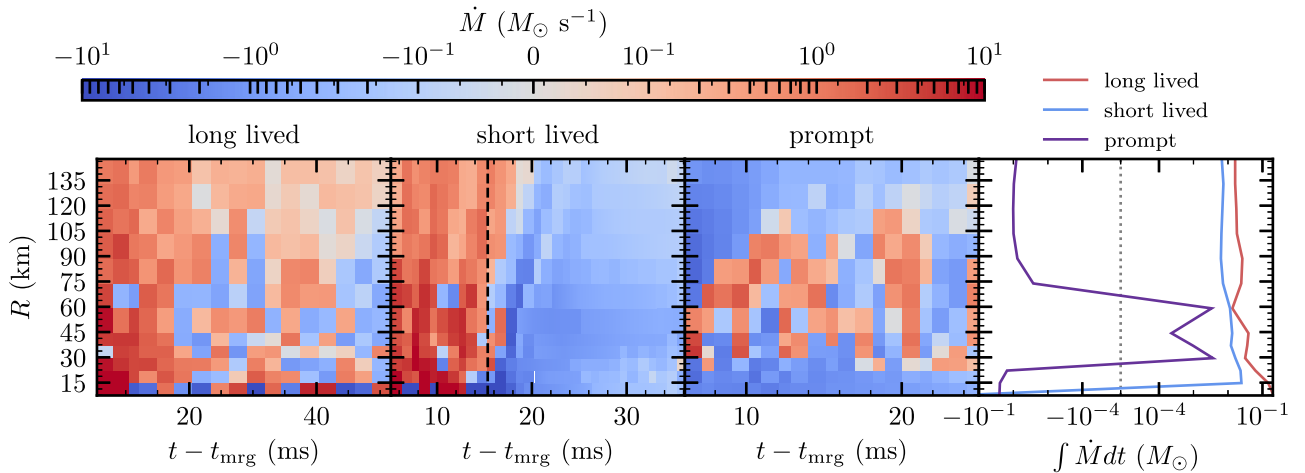 Ṁ (M⊙ s⁻¹)
−10¹ −10⁰ −10⁻¹ 0 10⁻¹ 10⁰ 10¹
long lived
short lived
prompt
long lived short lived prompt
135
120
105
90
75
60
45
30
15
R (km)
20 40 10 20 30 10 20 −10⁻¹ −10⁻⁴ 10⁻⁴ 10⁻¹
t − t_mrg (ms) t − t_mrg (ms) t − t_mrg (ms) ∫ Ṁdt (M⊙)